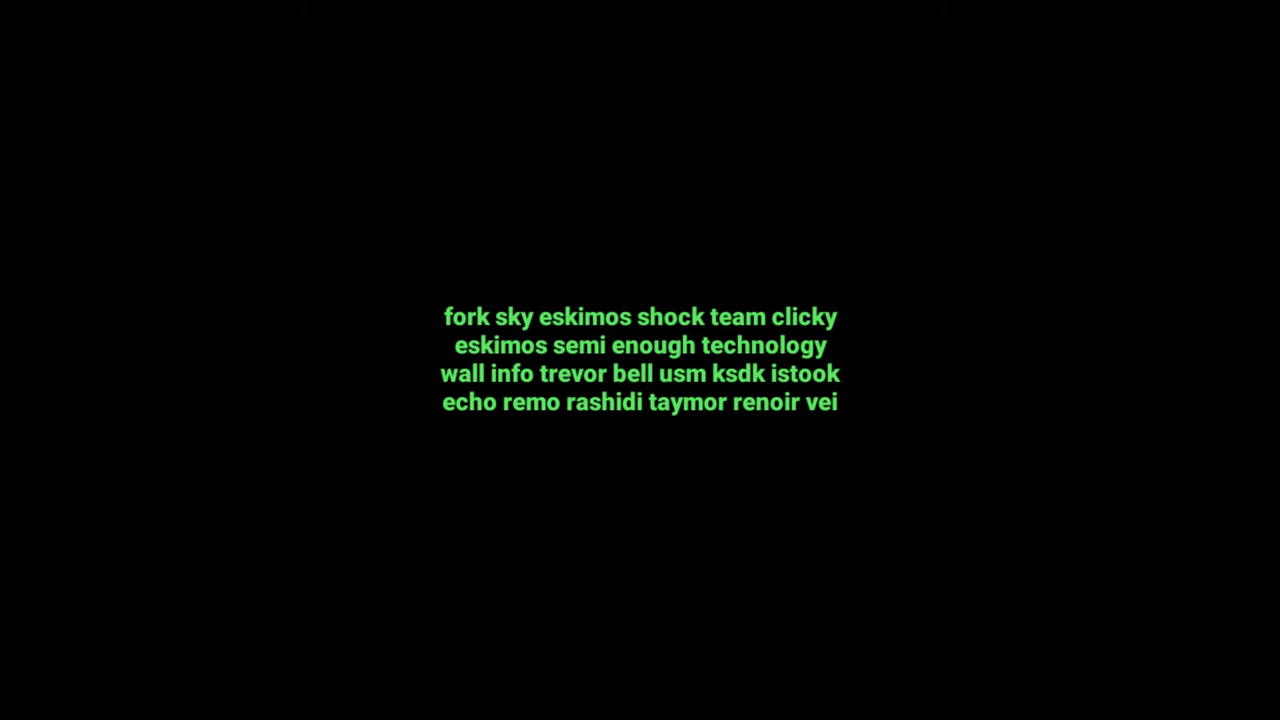 fork sky eskimos shock team clicky
eskimos semi enough technology
wall info trevor bell usm ksdk istook
echo remo rashidi taymor renoir vei